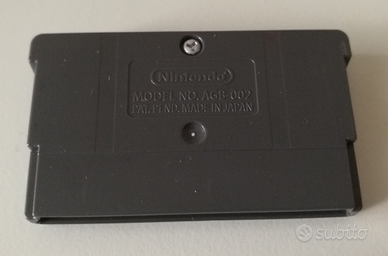 Nintendo
MODEL NO. AGB-002
PAT. PEND. MADE IN JAPAN
subito